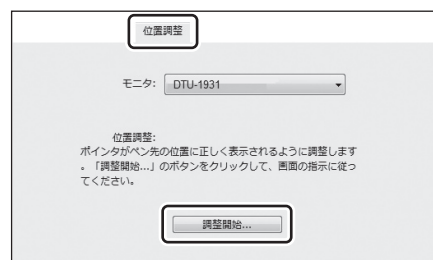 位置調整
モニタ: DTU-1931
位置調整:
ポインタがペン先の位置に正しく表示されるように調整します
。「調整開始...」のボタンをクリックして、画面の指示に従っ
てください。
調整開始...